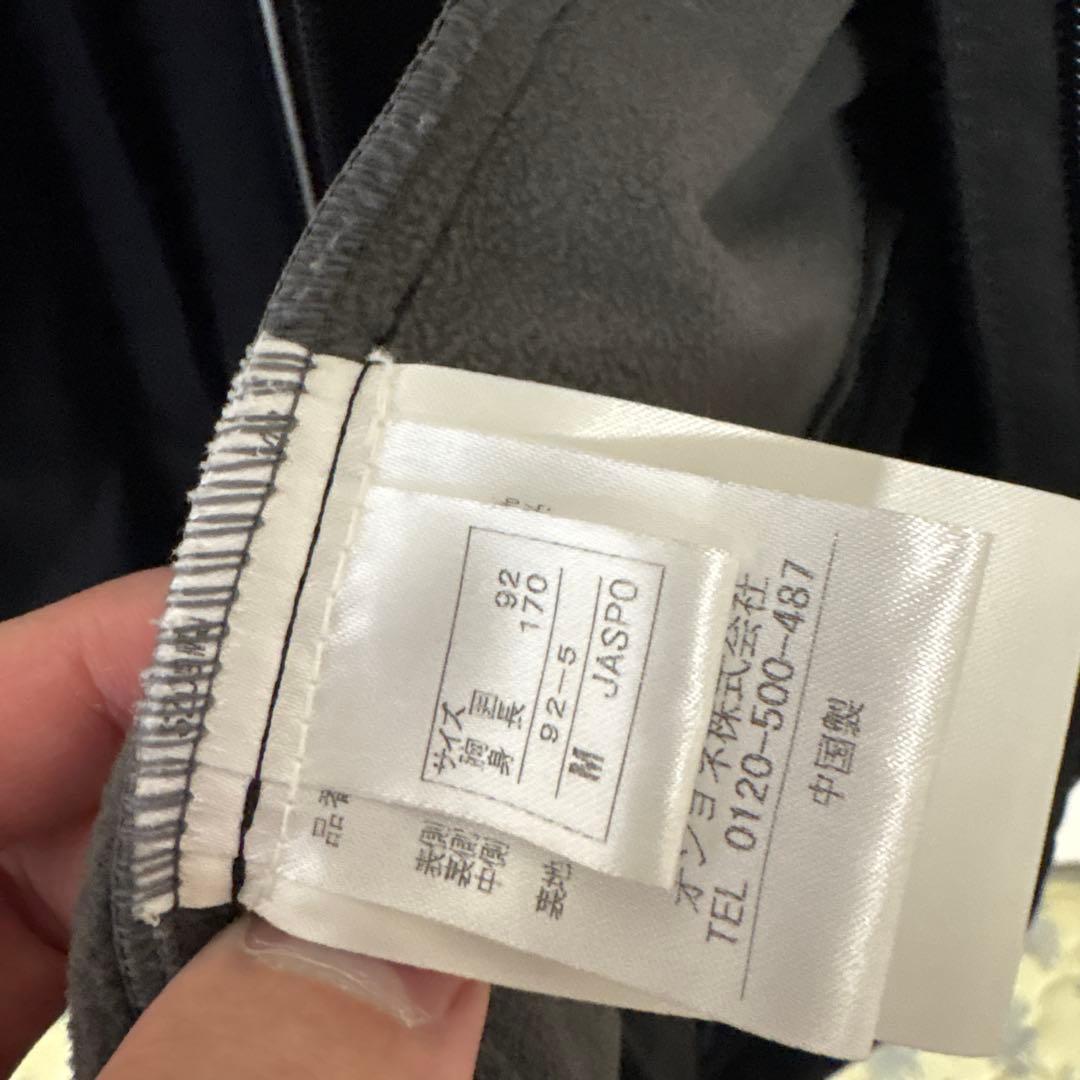 サイズ
胸囲 92
身長 170
92-5
M JASPO
品番
表側
裏側
中側
表地
オンヨネ株式会社
TEL 0120-500-487
中国製